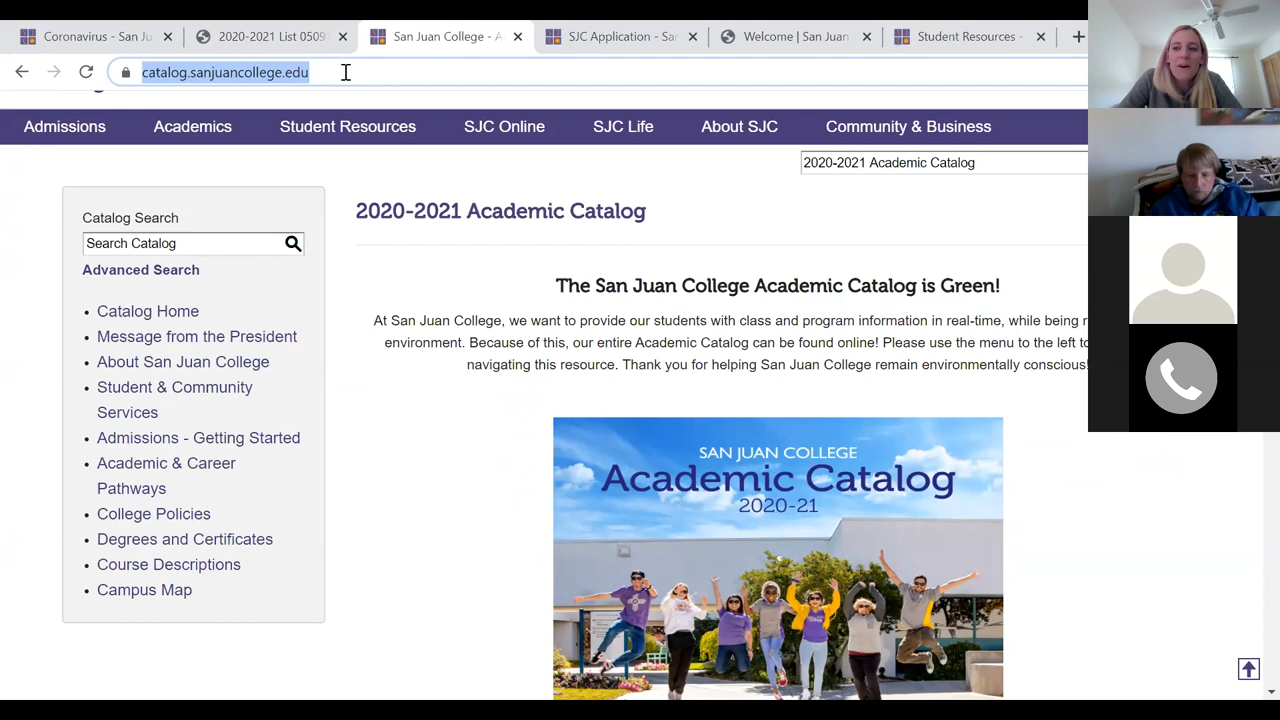 Coronavirus - San Ju
2020-2021 List 0509
San Juan College - A
SJC Application - Sa
Welcome | San Juan
Student Resources -
catalog.sanjuancollege.edu
Admissions
Academics
Student Resources
SJC Online
SJC Life
About SJC
Community & Business
2020-2021 Academic Catalog
Catalog Search
Search Catalog
Advanced Search
Catalog Home
Message from the President
About San Juan College
Student & Community
Services
Admissions - Getting Started
Academic & Career
Pathways
College Policies
Degrees and Certificates
Course Descriptions
Campus Map
2020-2021 Academic Catalog
The San Juan College Academic Catalog is Green!
At San Juan College, we want to provide our students with class and program information in real-time, while being
environment. Because of this, our entire Academic Catalog can be found online! Please use the menu to the left to
navigating this resource. Thank you for helping San Juan College remain environmentally conscious!
SAN JUAN COLLEGE
Academic Catalog
2020-21